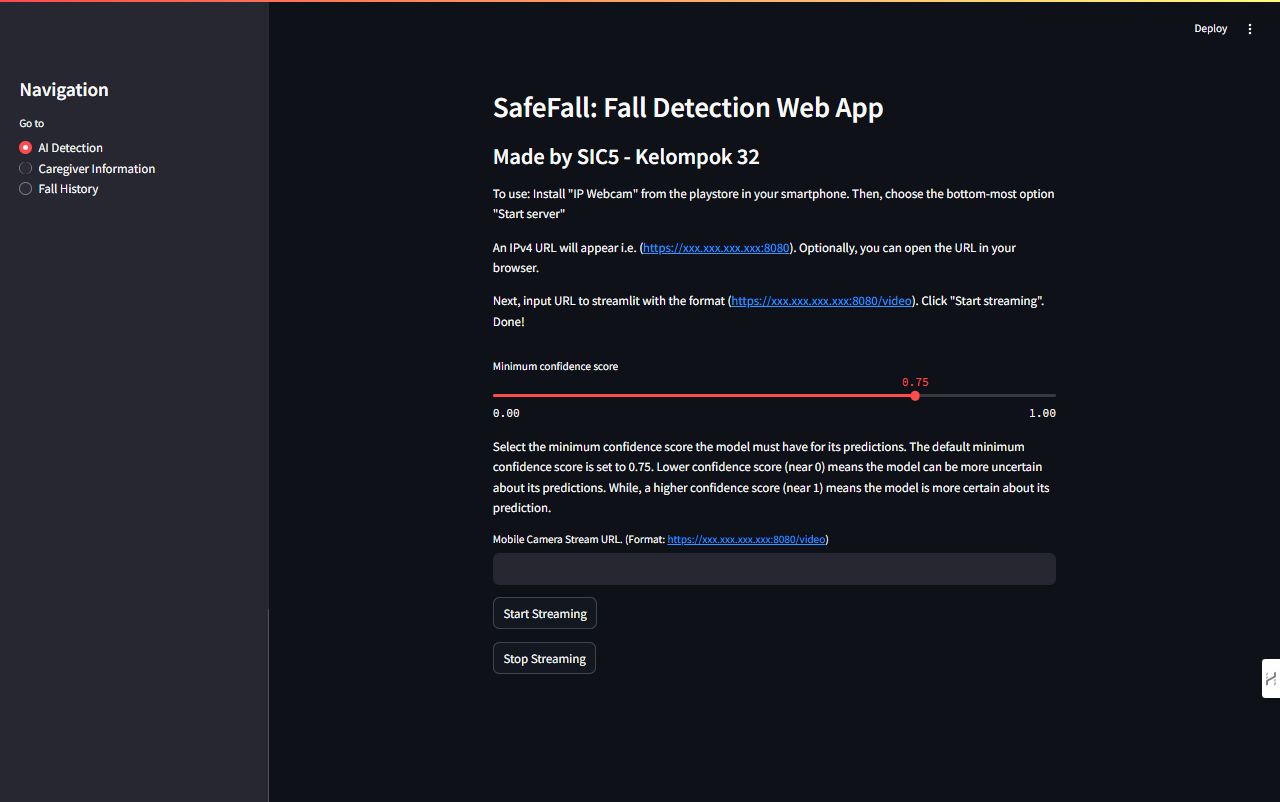 Deploy
Navigation
Go to
AI Detection
Caregiver Information
Fall History
SafeFall: Fall Detection Web App
Made by SIC5 - Kelompok 32
To use: Install "IP Webcam" from the playstore in your smartphone. Then, choose the bottom-most option
"Start server"
An IPv4 URL will appear i.e. (https://xxx.xxx.xxx.xxx:8080). Optionally, you can open the URL in your
browser.
Next, input URL to streamlit with the format (https://xxx.xxx.xxx.xxx:8080/video). Click "Start streaming".
Done!
Minimum confidence score
0.75
0.00 1.00
Select the minimum confidence score the model must have for its predictions. The default minimum
confidence score is set to 0.75. Lower confidence score (near 0) means the model can be more uncertain
about its predictions. While, a higher confidence score (near 1) means the model is more certain about its
prediction.
Mobile Camera Stream URL. (Format: https://xxx.xxx.xxx.xxx:8080/video)
Start Streaming
Stop Streaming